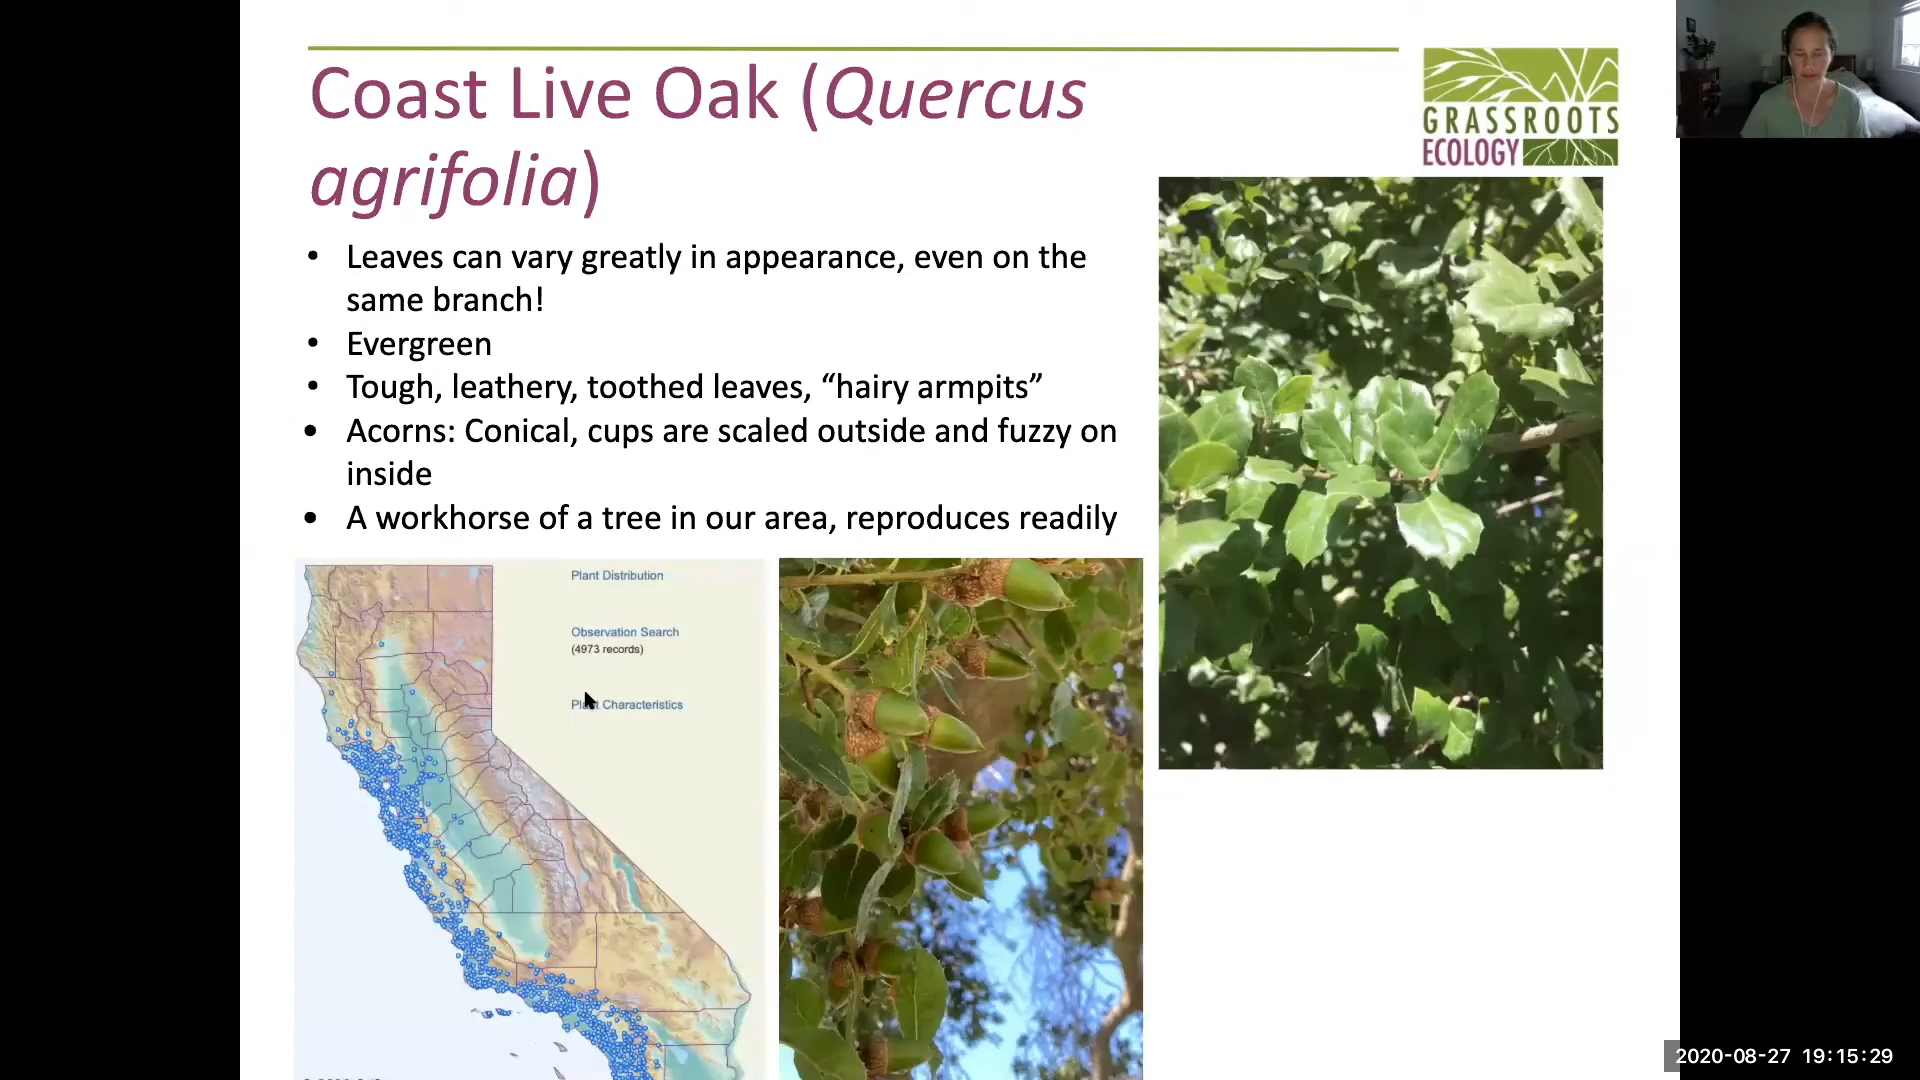 Coast Live Oak (Quercus
agrifolia)
GRASSROOTS
ECOLOGY
• Leaves can vary greatly in appearance, even on the
same branch!
• Evergreen
• Tough, leathery, toothed leaves, “hairy armpits”
• Acorns: Conical, cups are scaled outside and fuzzy on
inside
• A workhorse of a tree in our area, reproduces readily
Plant Distribution
Observation Search
(4973 records)
Plant Characteristics
2020-08-27 19:15:29